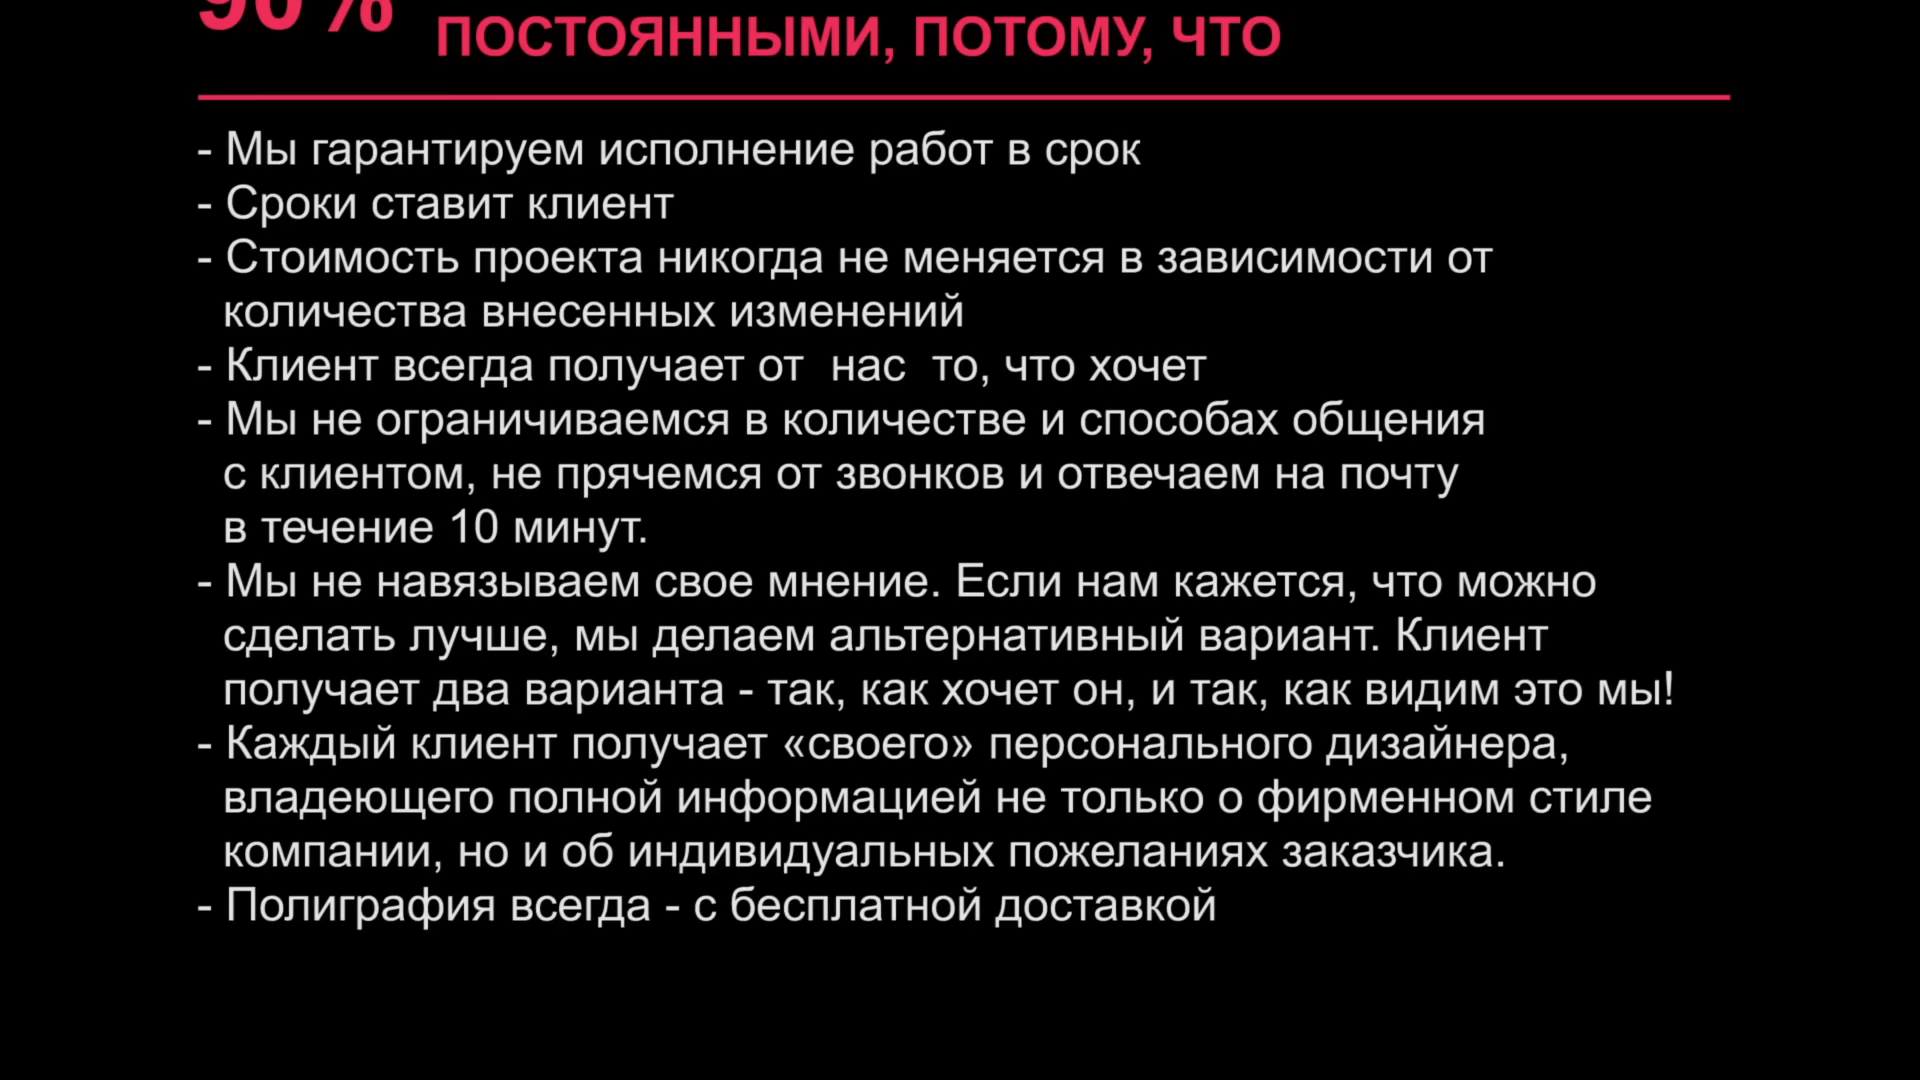 ПОСТОЯННЫМИ, ПОТОМУ, ЧТО
- Мы гарантируем исполнение работ в срок
- Сроки ставит клиент
- Стоимость проекта никогда не меняется в зависимости от
количества внесенных изменений
- Клиент всегда получает от нас то, что хочет
- Мы не ограничиваемся в количестве и способах общения
с клиентом, не прячемся от звонков и отвечаем на почту
в течение 10 минут.
- Мы не навязываем свое мнение. Если нам кажется, что можно
сделать лучше, мы делаем альтернативный вариант. Клиент
получает два варианта - так, как хочет он, и так, как видим это мы!
- Каждый клиент получает «своего» персонального дизайнера,
владеющего полной информацией не только о фирменном стиле
компании, но и об индивидуальных пожеланиях заказчика.
- Полиграфия всегда - с бесплатной доставкой